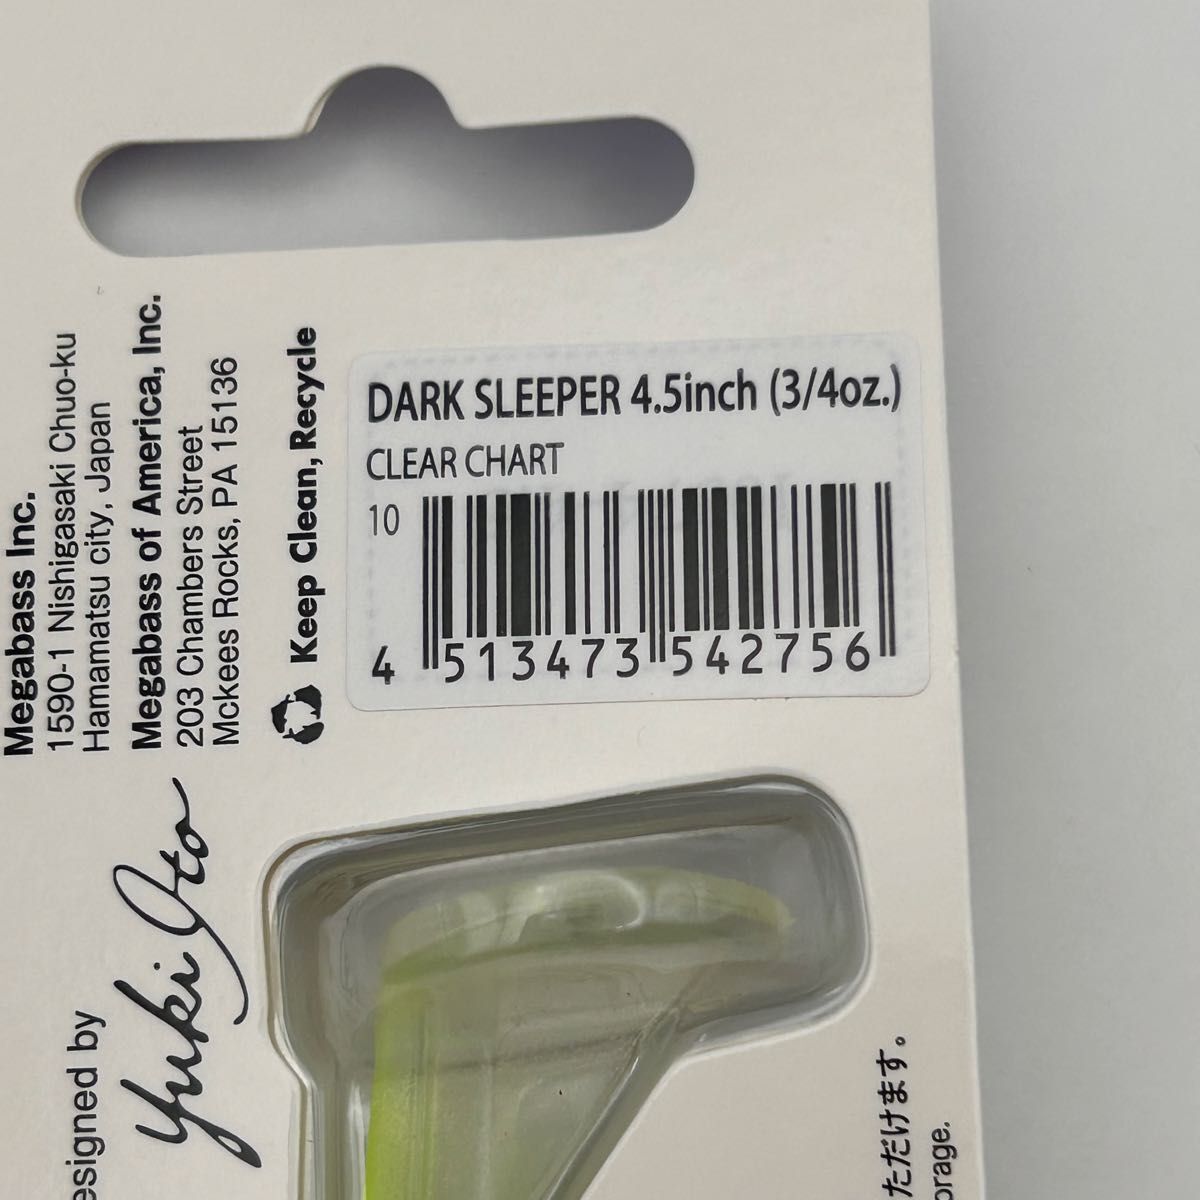 Megabass Inc.
1590-1 Nishigasaki Chuo-ku
Hamamatsu city, Japan
Megabass of America, Inc.
203 Chambers Street
Mckees Rocks, PA 15136
Keep Clean, Recycle
DARK SLEEPER 4.5inch (3/4oz.)
CLEAR CHART
10
4 513473 542756
esigned by
Yuki Ito
ただけます。
orage.